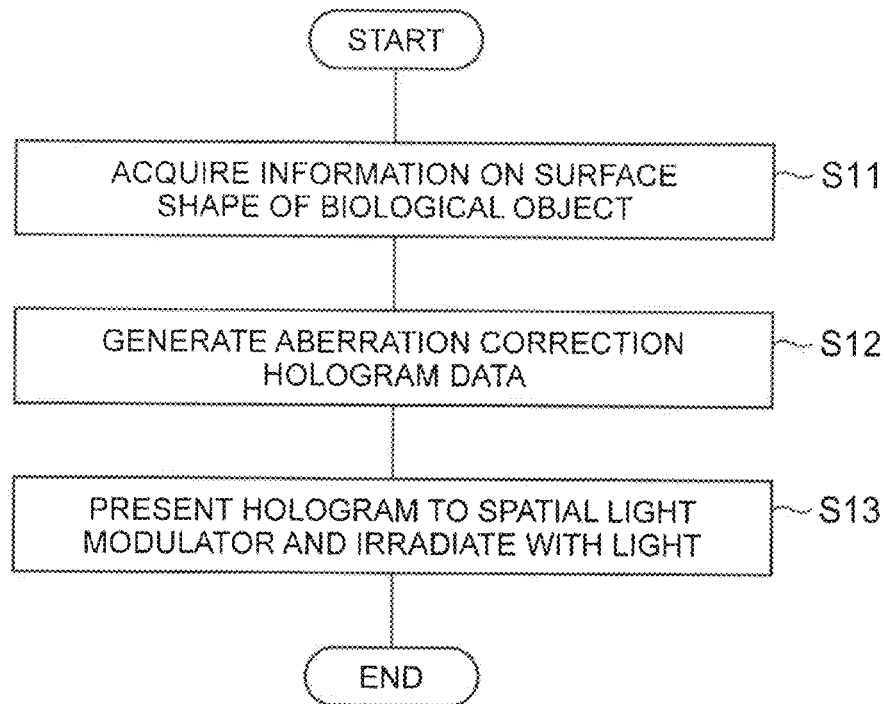 START
ACQUIRE INFORMATION ON SURFACE
SHAPE OF BIOLOGICAL OBJECT
S11
GENERATE ABERRATION CORRECTION
HOLOGRAM DATA
S12
PRESENT HOLOGRAM TO SPATIAL LIGHT
MODULATOR AND IRRADIATE WITH LIGHT
S13
END